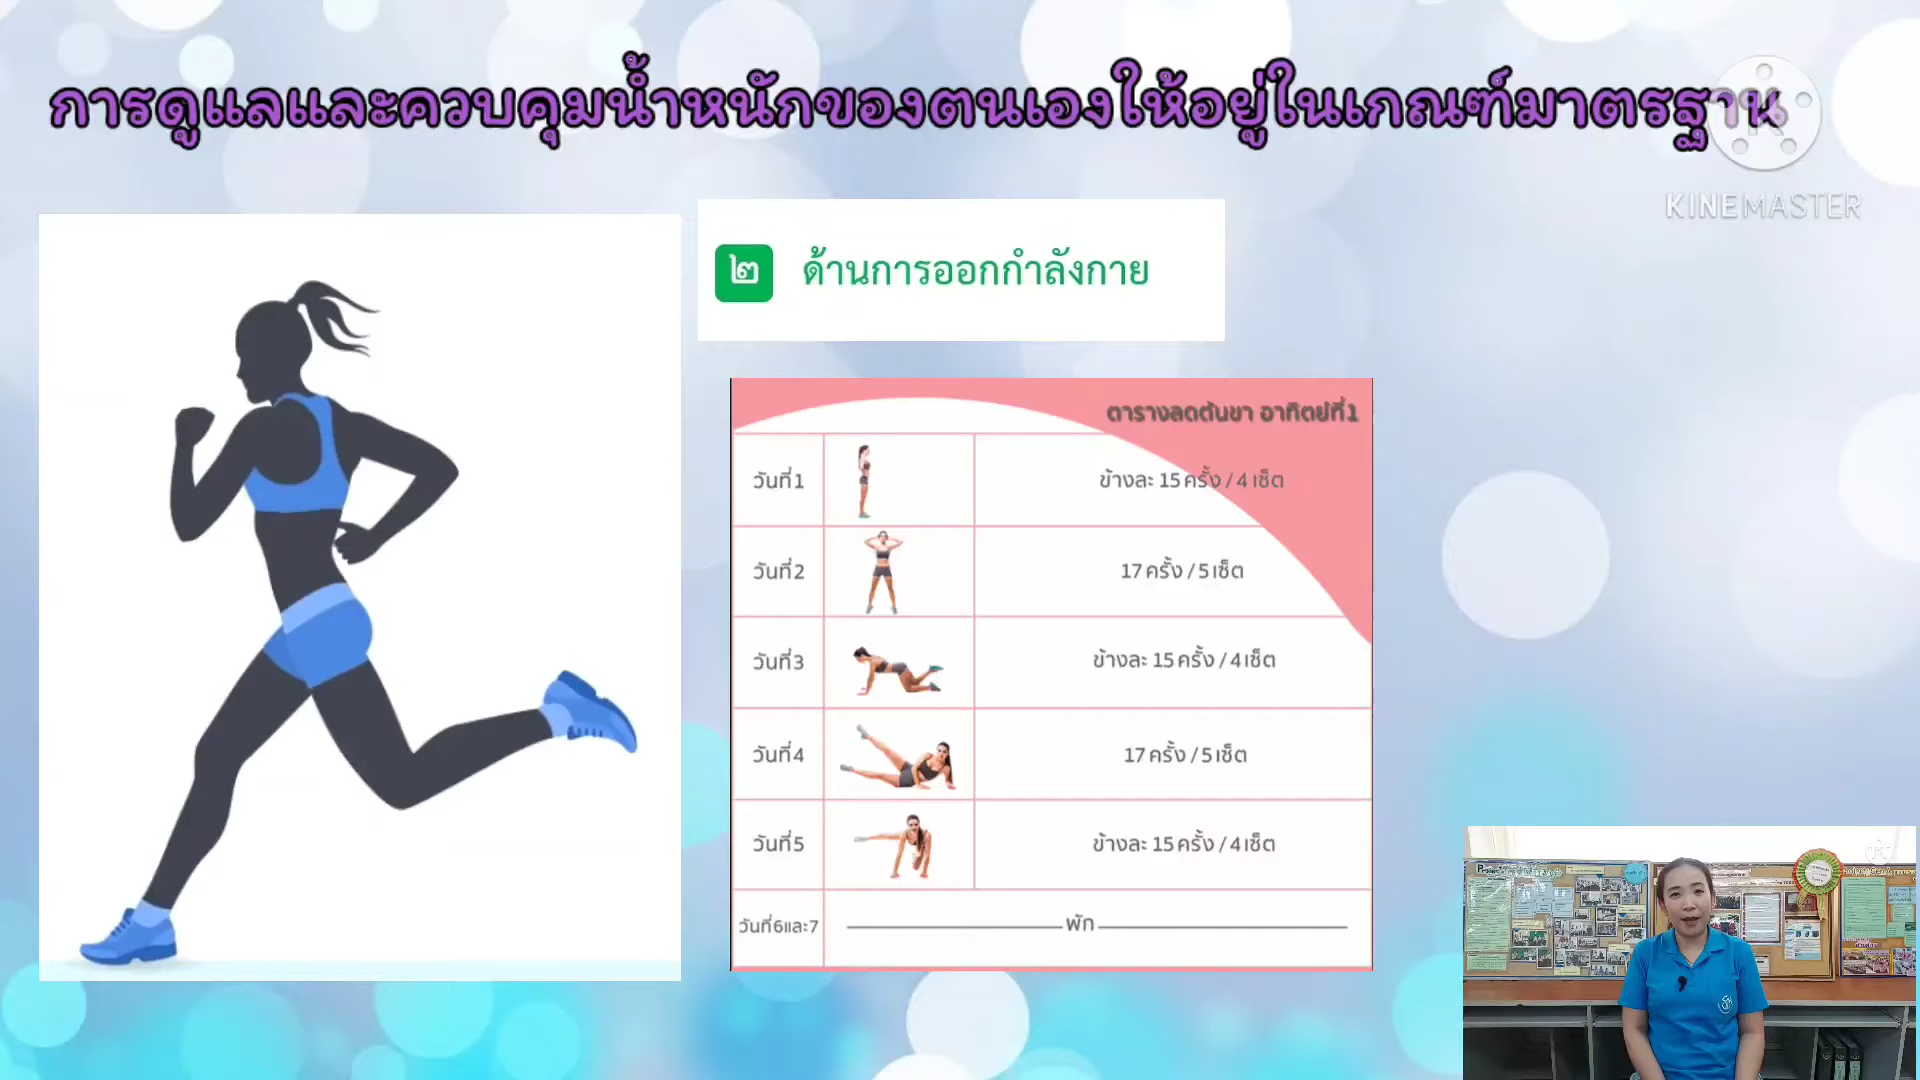 การดูแลและควบคุมน้ำหนักของตนเองให้อยู่ในเกณฑ์มาตรฐาน
KINEMASTER
๒ ด้านการออกกำลังกาย
ตารางลดต้นขา อาทิตย์ที่1
วันที่1 ข้างละ 15 ครั้ง / 4 เซ็ต
วันที่2 17 ครั้ง / 5 เซ็ต
วันที่3 ข้างละ 15 ครั้ง / 4 เซ็ต
วันที่4 17 ครั้ง / 5 เซ็ต
วันที่5 ข้างละ 15 ครั้ง / 4 เซ็ต
วันที่6และ7 พัก